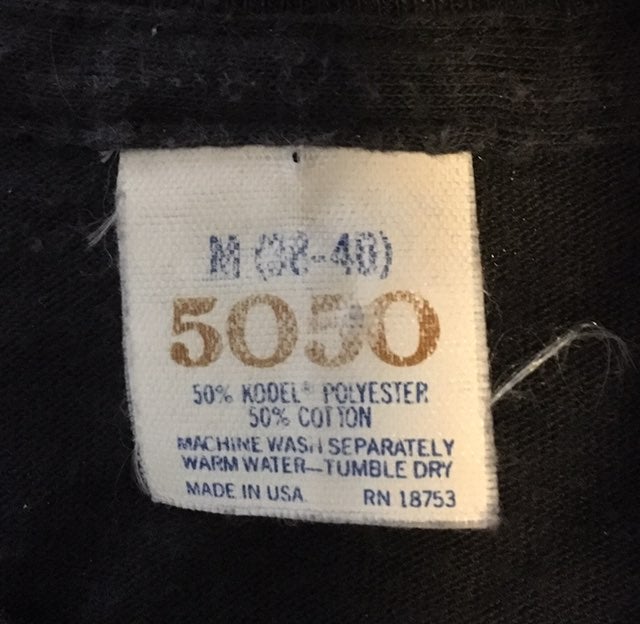 M (38-40)
5050
50% KODEL® POLYESTER
50% COTTON
MACHINE WASH SEPARATELY
WARM WATER—TUMBLE DRY
MADE IN USA RN 18753